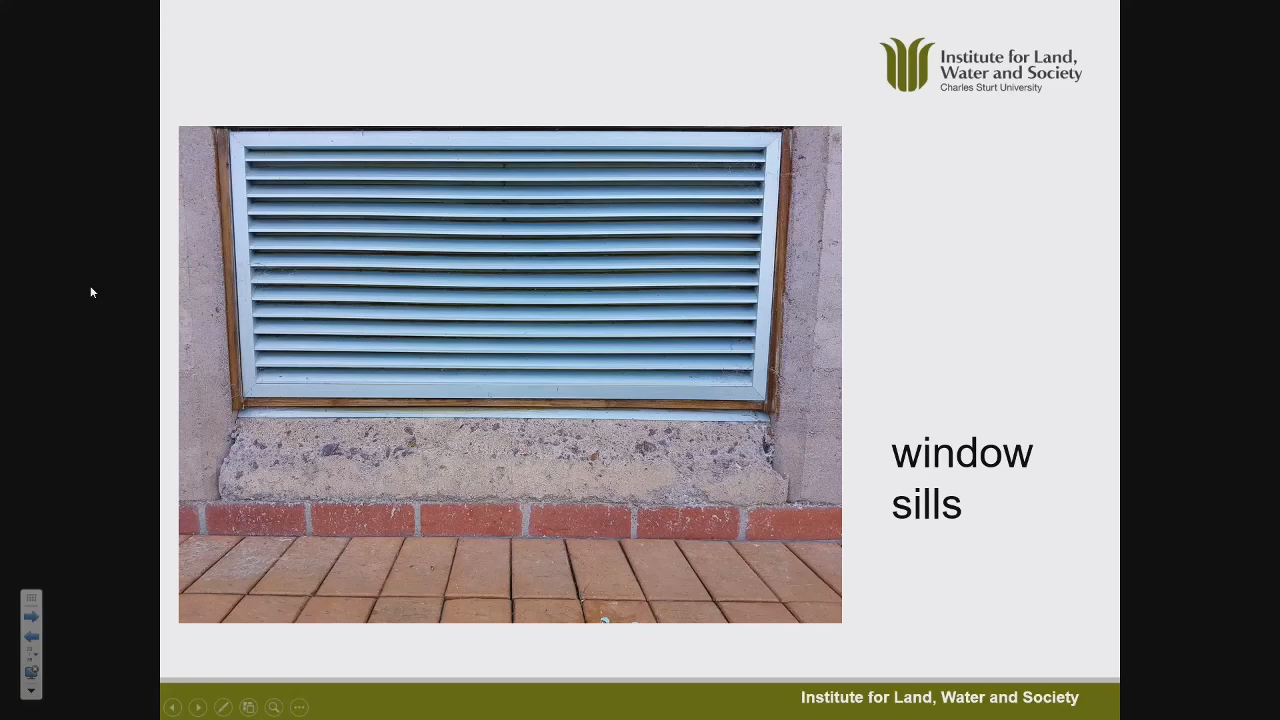 Institute for Land,
Water and Society
Charles Sturt University
window
sills
Institute for Land, Water and Society